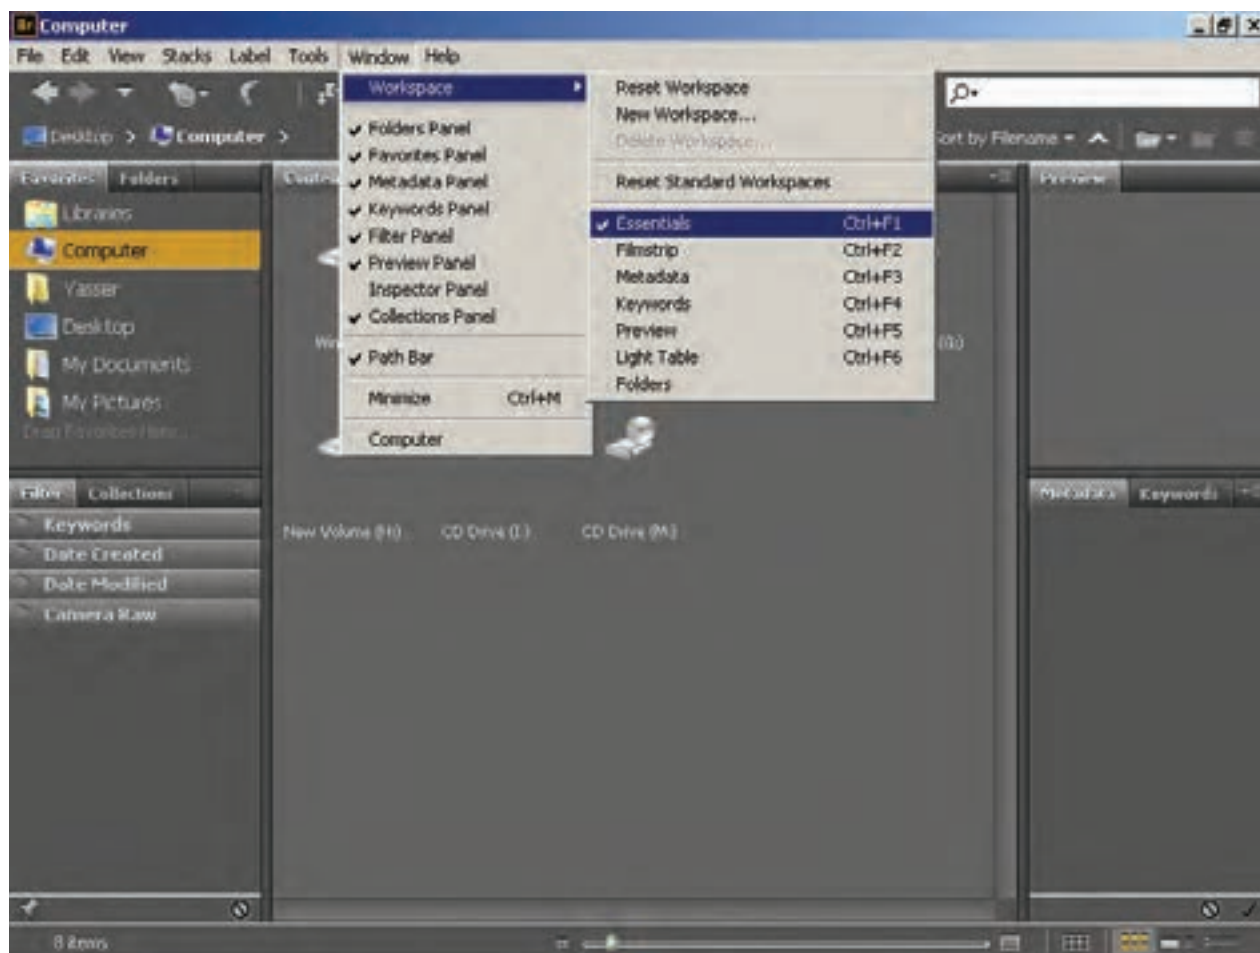 Br Computer
File Edit View Stacks Label Tools Window Help
Desktop > Computer >
Sort by Filename
Favorites Folders
Libraries
Computer
Yasser
Desktop
My Documents
My Pictures
Drag Favorites Here...
Filter Collections
Keywords
Date Created
Date Modified
Camera Raw
8 items
Workspace
Folders Panel
Favorites Panel
Metadata Panel
Keywords Panel
Filter Panel
Preview Panel
Inspector Panel
Collections Panel
Path Bar
Minimize Ctrl+M
Computer
Reset Workspace
New Workspace...
Delete Workspace...
Reset Standard Workspaces
Essentials Ctrl+F1
Filmstrip Ctrl+F2
Metadata Ctrl+F3
Keywords Ctrl+F4
Preview Ctrl+F5
Light Table Ctrl+F6
Folders
New Volume (H:) CD Drive (L:) CD Drive (M:)
Preview
Metadata Keywords